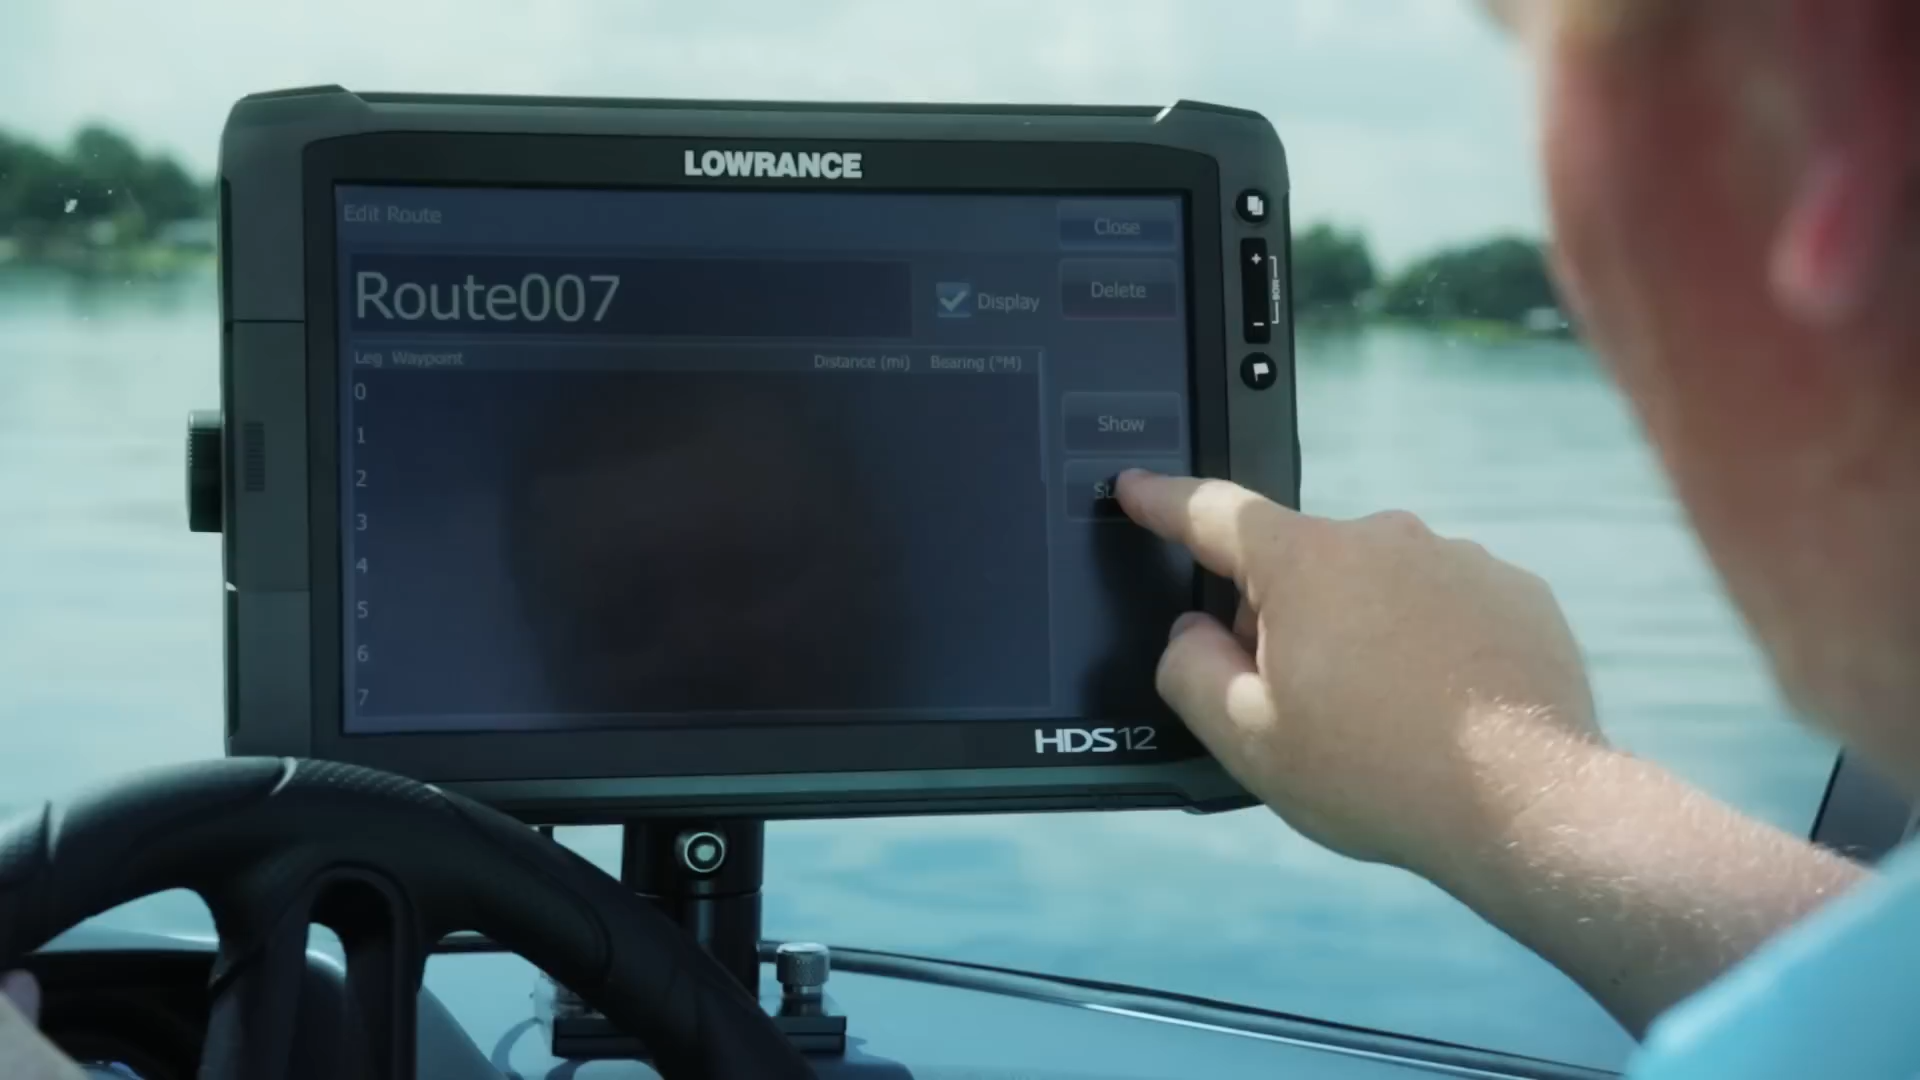 LOWRANCE
Edit Route
Close
Route007
Display
Delete
Leg Waypoint Distance (mi) Bearing (°M)
0
1
2
3
4
5
6
7
Show
+
-
HDS12